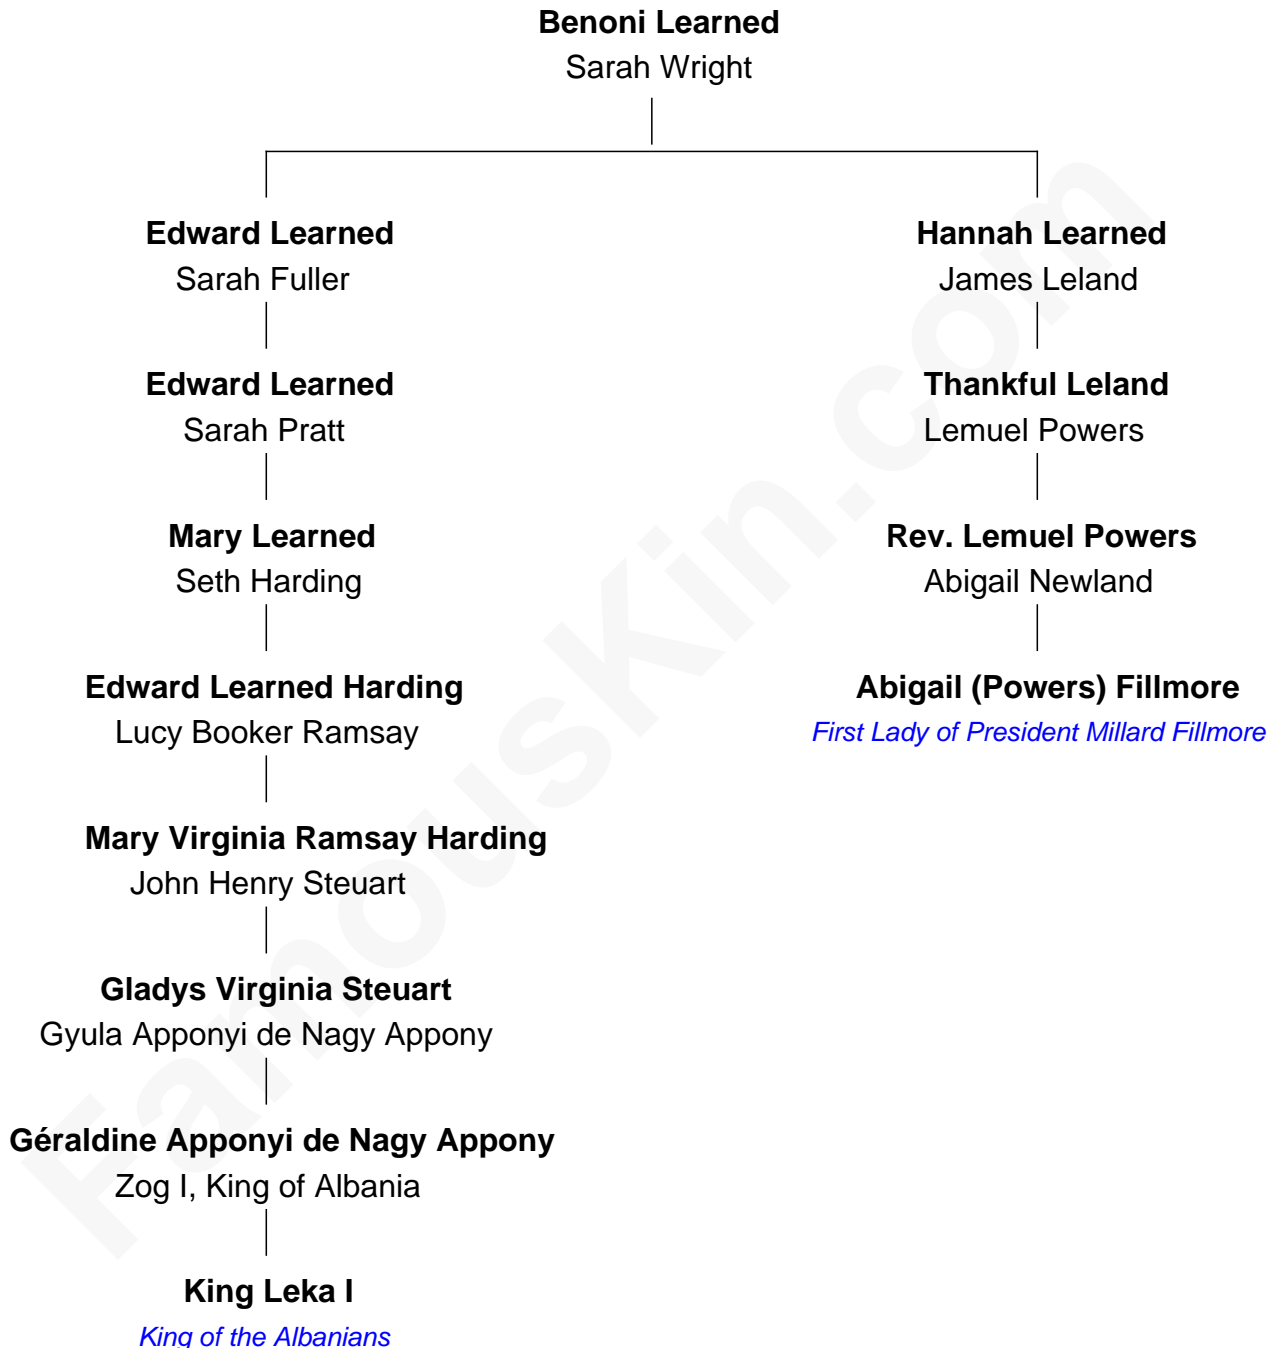 Benoni Learned
Sarah Wright
Edward Learned
Sarah Fuller
Hannah Learned
James Leland
Edward Learned
Sarah Pratt
Thankful Leland
Lemuel Powers
Mary Learned
Seth Harding
Rev. Lemuel Powers
Abigail Newland
Edward Learned Harding
Lucy Booker Ramsay
Abigail (Powers) Fillmore
First Lady of President Millard Fillmore
Mary Virginia Ramsay Harding
John Henry Steuart
Gladys Virginia Steuart
Gyula Apponyi de Nagy Appony
Géraldine Apponyi de Nagy Appony
Zog I, King of Albania
King Leka I
King of the Albanians
FamousKin.com